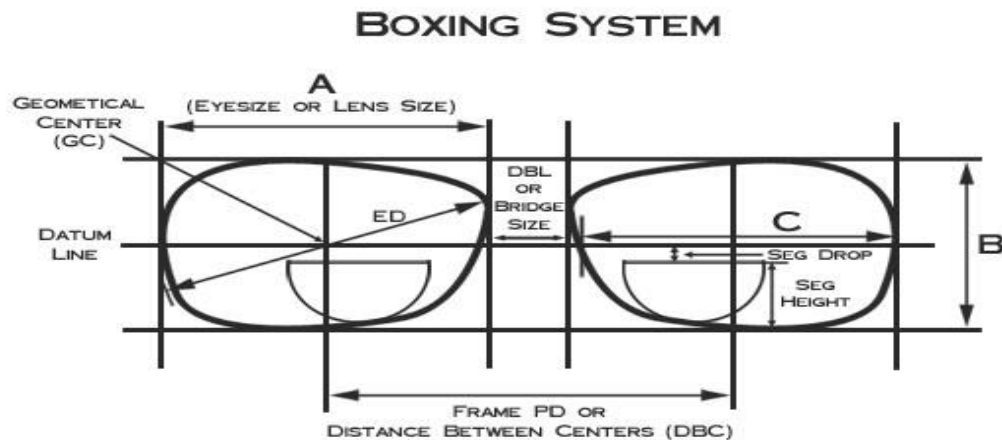 BOXING SYSTEM
GEOMETICAL
CENTER
(GC)
A
(EYESIZE OR LENS SIZE)
DBL
OR
BRIDGE
SIZE
ED
DATUM
LINE
C
B
SEG DROP
SEG
HEIGHT
FRAME PD OR
DISTANCE BETWEEN CENTERS (DBC)